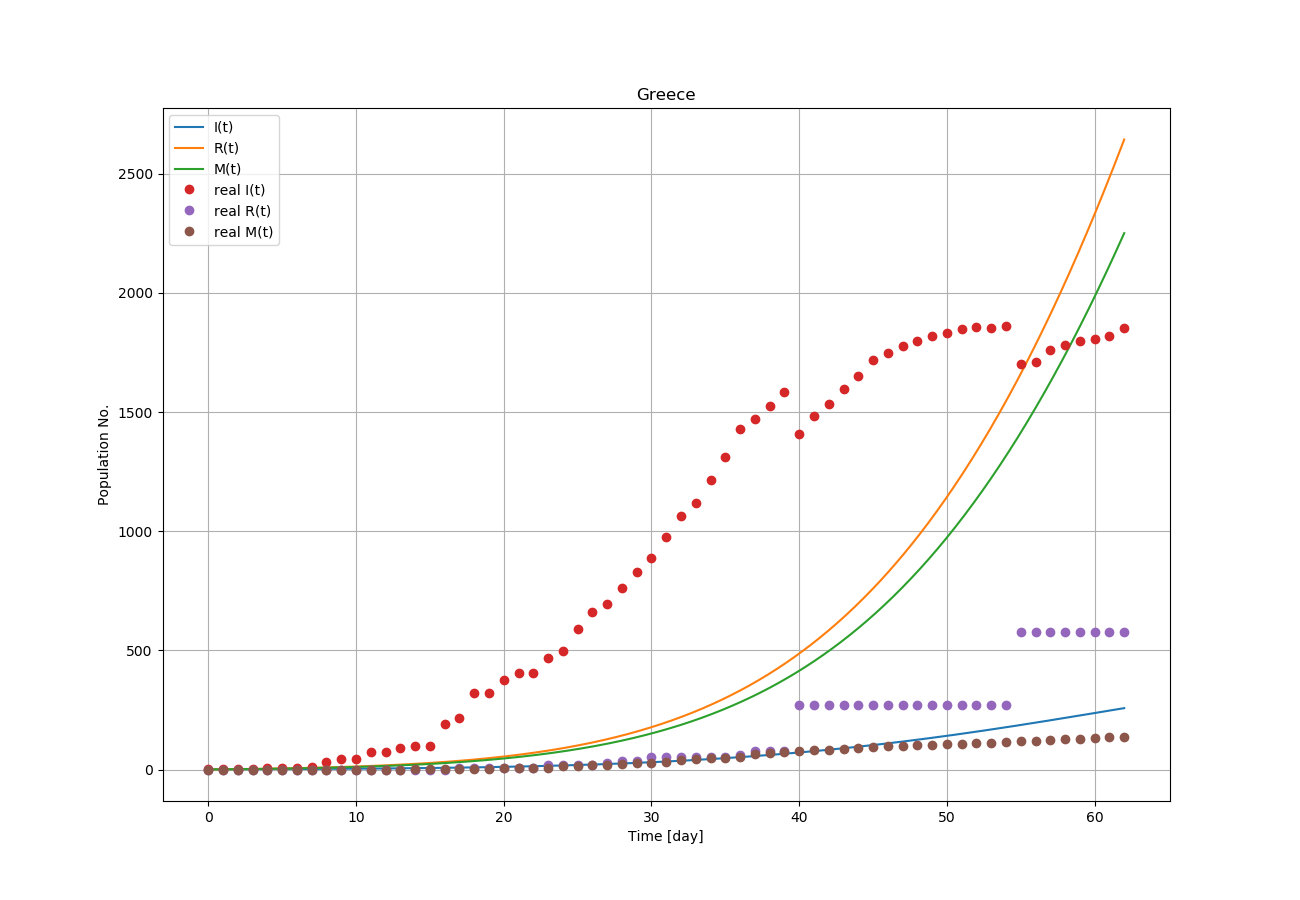 Greece
I(t)
R(t)
M(t)
real I(t)
real R(t)
real M(t)
Population No.
2500
2000
1500
1000
500
0
0 10 20 30 40 50 60
Time [day]